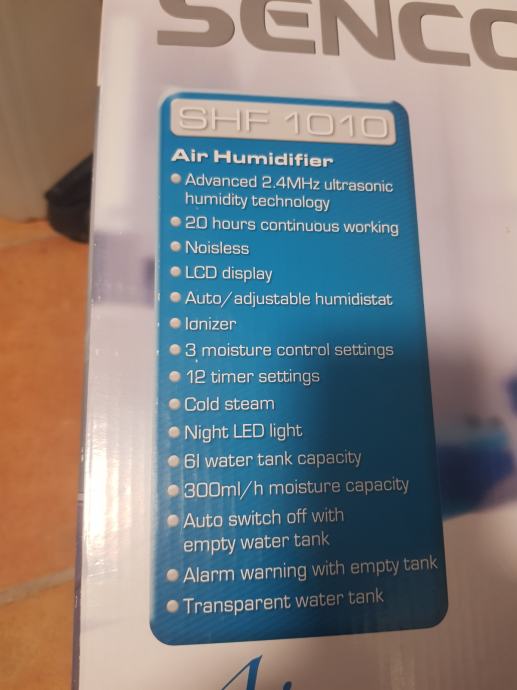 SENCO
SHF 1010
Air Humidifier
Advanced 2.4MHz ultrasonic
humidity technology
20 hours continuous working
Noisless
LCD display
Auto/adjustable humidistat
Ionizer
3 moisture control settings
12 timer settings
Cold steam
Night LED light
6l water tank capacity
300ml/h moisture capacity
Auto switch off with
empty water tank
Alarm warning with empty tank
Transparent water tank